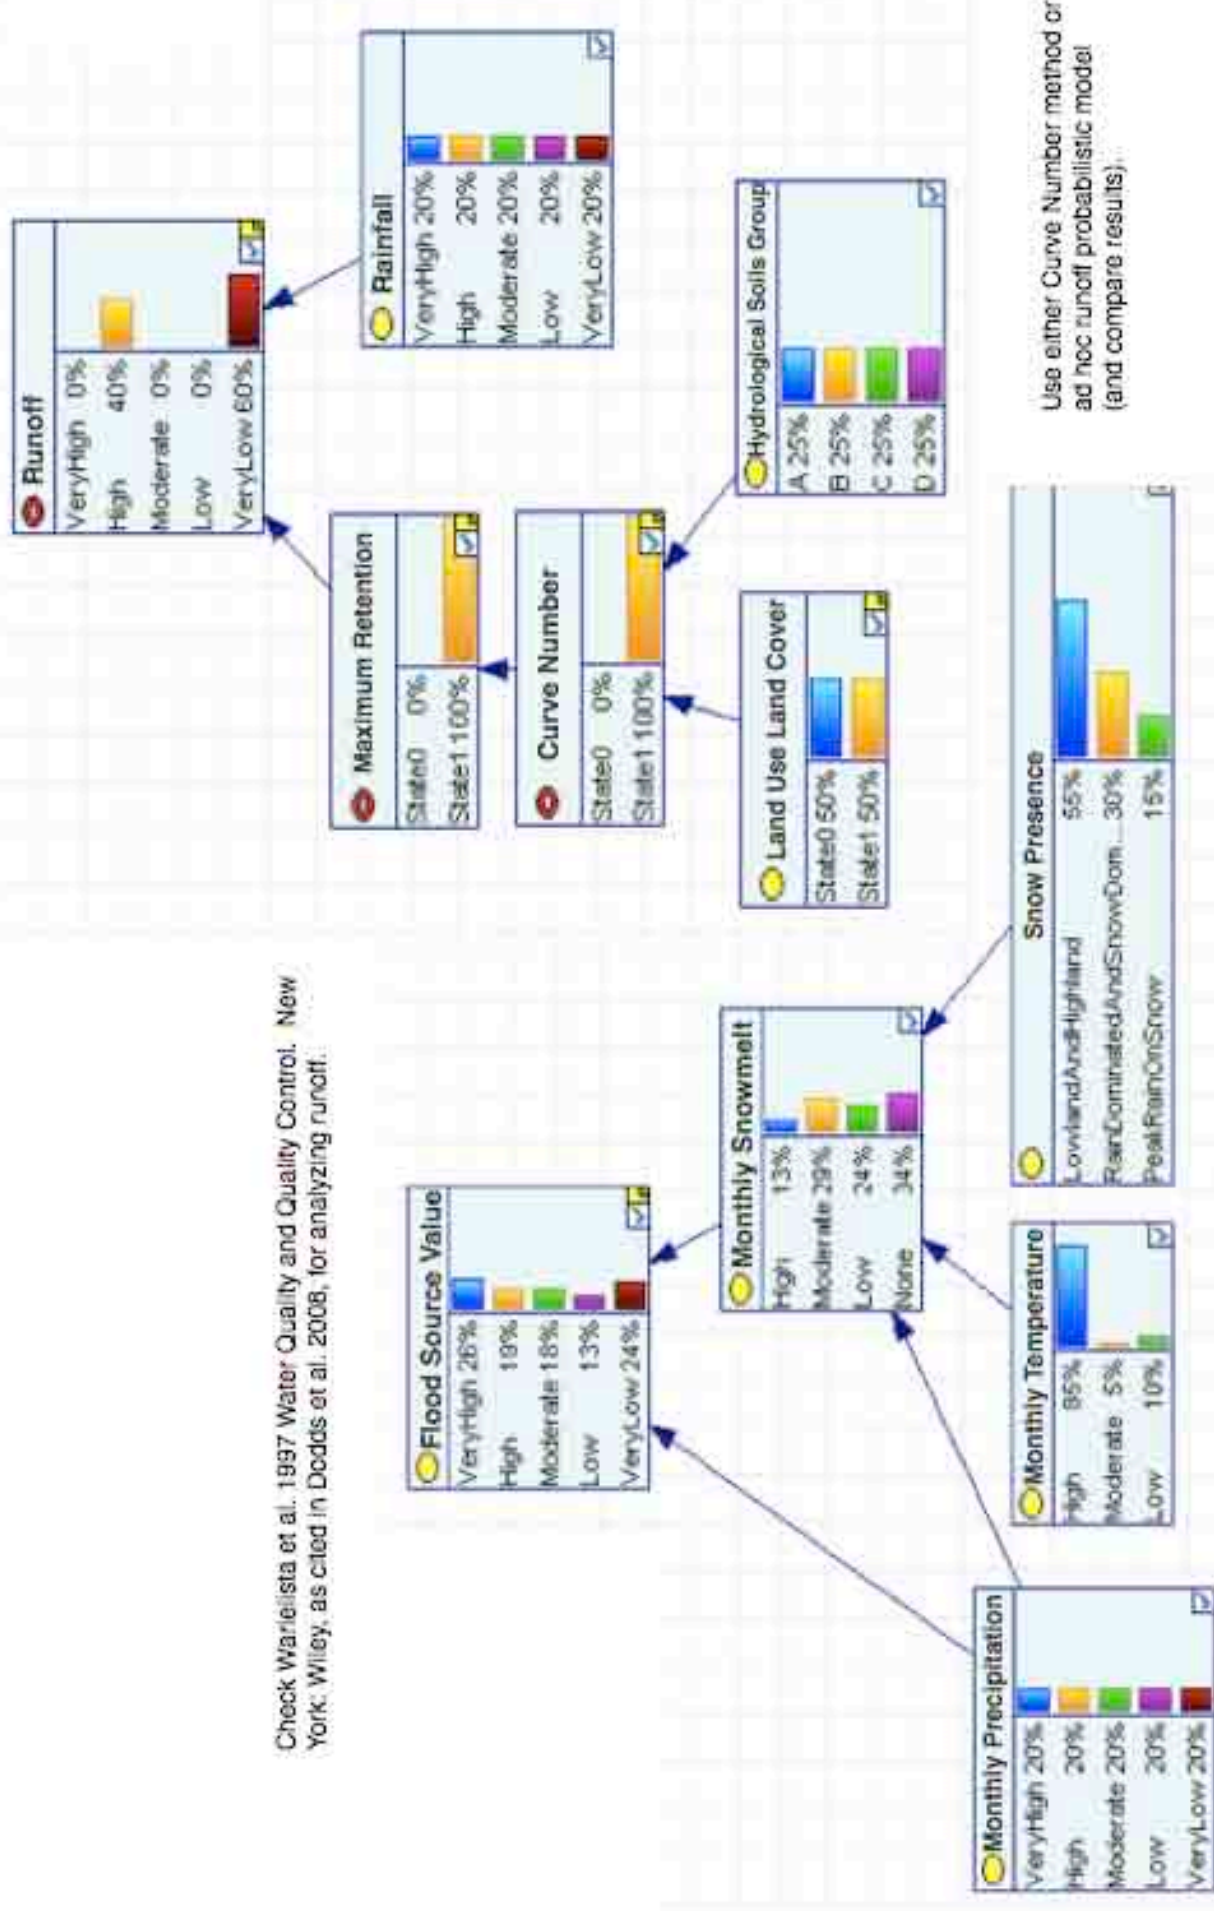 Check Warielista et al. 1997 Water Quality and Quality Control. New
York: Wiley, as cited in Dodds et al. 2008, for analyzing runoff.
Flood Source Value
VeryHigh 26%
High 19%
Moderate 18%
Low 13%
VeryLow 24%
Monthly Snowmelt
High 13%
Moderate 29%
Low 24%
None 34%
Monthly Precipitation
VeryHigh 20%
High 20%
Moderate 20%
Low 20%
VeryLow 20%
Monthly Temperature
High 85%
Moderate 5%
Low 10%
Snow Presence
LowlandAndHighland 55%
RainDominatedAndSnowDom... 30%
PeakRainOnSnow 15%
Runoff
VeryHigh 0%
High 40%
Moderate 0%
Low 0%
VeryLow 60%
Maximum Retention
State0 0%
State1 100%
Rainfall
VeryHigh 20%
High 20%
Moderate 20%
Low 20%
VeryLow 20%
Curve Number
State0 0%
State1 100%
Land Use Land Cover
State0 50%
State1 50%
Hydrological Soils Group
A 25%
B 25%
C 25%
D 25%
Use either Curve Number method or
ad hoc runoff probabilistic model
(and compare results).